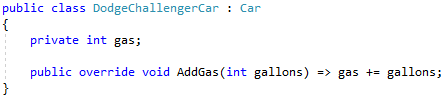 public class DodgeChallengerCar : Car
{
    private int gas;
    public override void AddGas(int gallons) => gas += gallons;
}